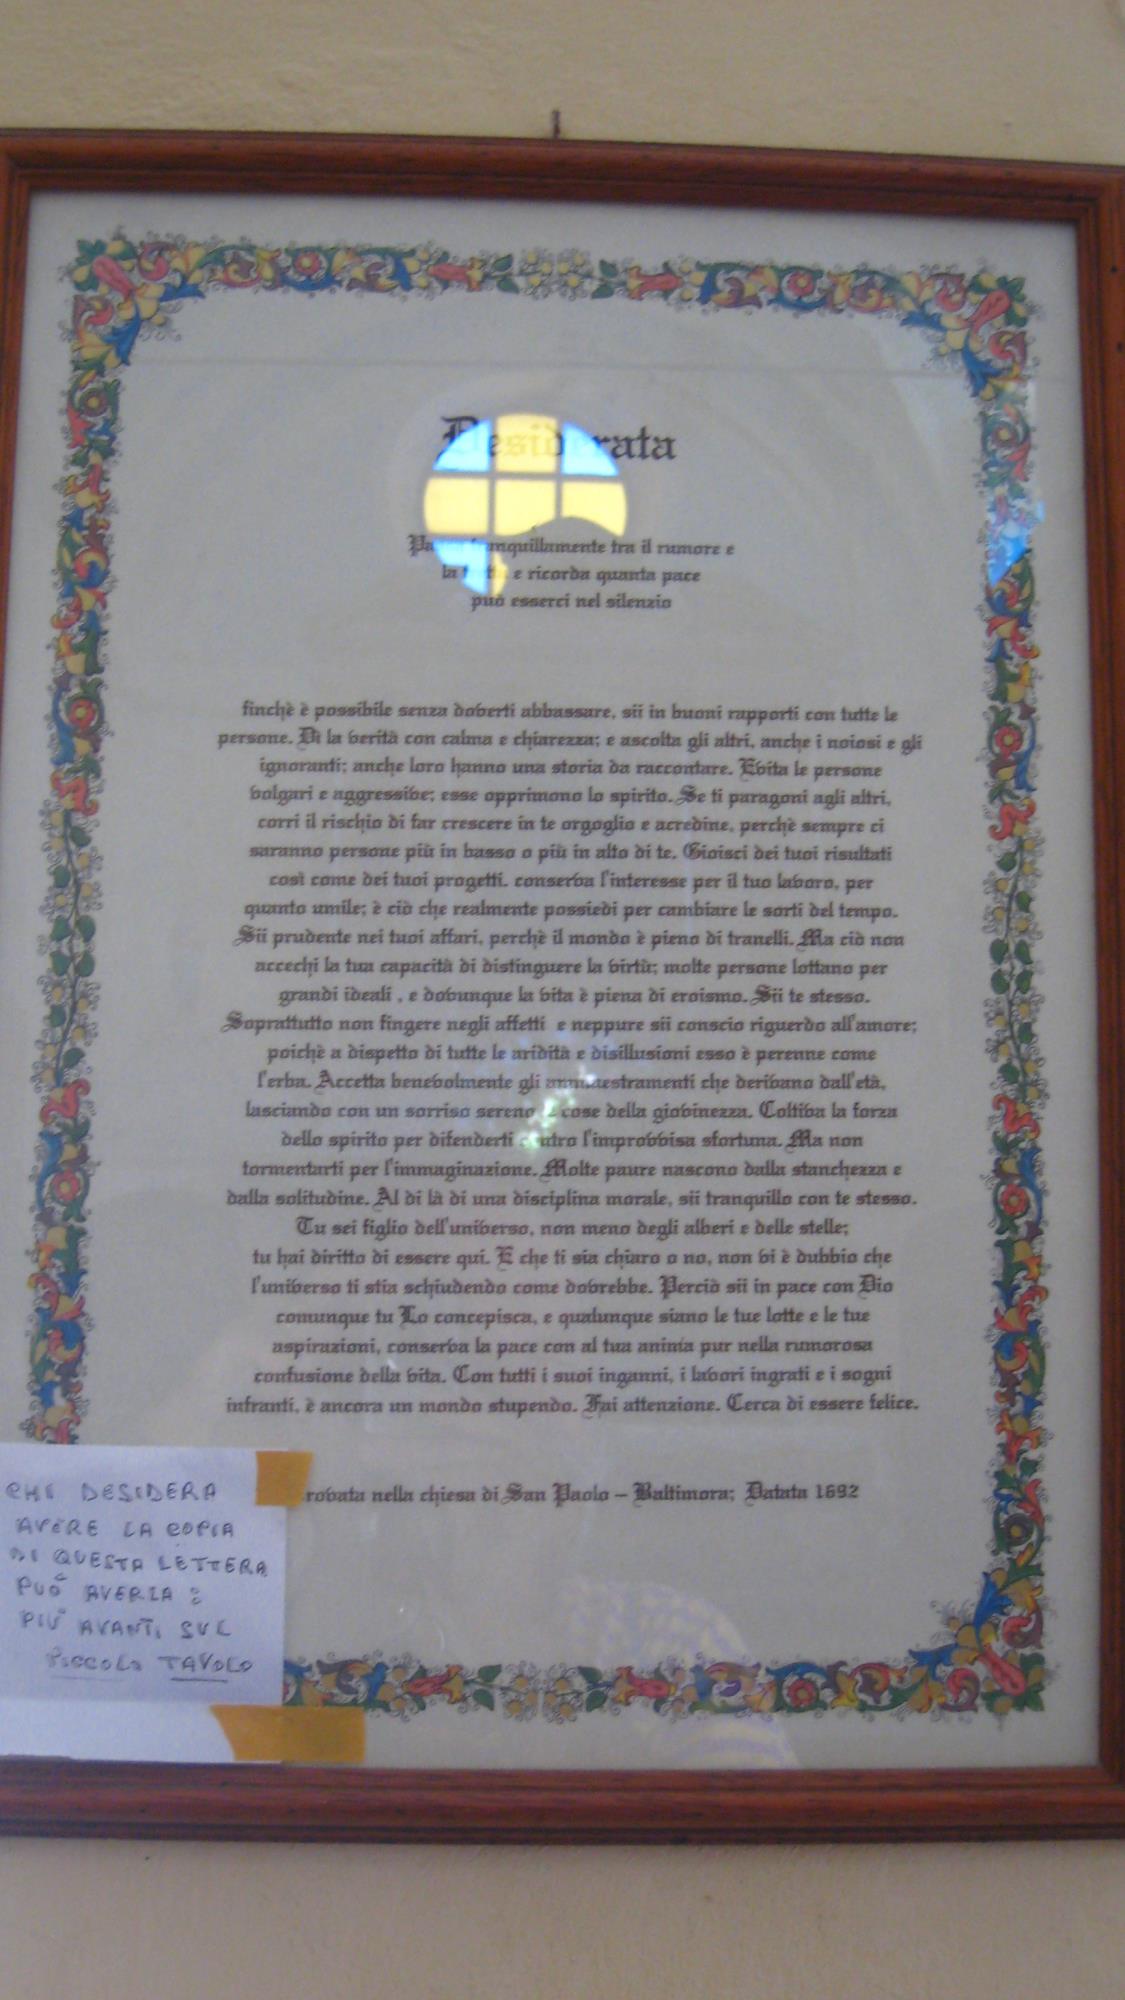 Desiderata
tranquillamente tra il rumore e
la e ricorda quanta pace
può esserci nel silenzio
finchè è possibile senza doverti abbassare, sii in buoni rapporti con tutte le
persone. Di la verità con calma e chiarezza; e ascolta gli altri, anche i noiosi e gli
ignoranti; anche loro hanno una storia da raccontare. Evita le persone
volgari e aggressive; esse opprimono lo spirito. Se ti paragoni agli altri,
corri il rischio di far crescere in te orgoglio e acredine, perchè sempre ci
saranno persone più in basso o più in alto di te. Gioisci dei tuoi risultati
così come dei tuoi progetti. conserva l'interesse per il tuo lavoro, per
quanto umile; è ciò che realmente possiedi per cambiare le sorti del tempo.
Sii prudente nei tuoi affari, perchè il mondo è pieno di tranelli. Ma ciò non
accechi la tua capacità di distinguere la virtù; molte persone lottano per
grandi ideali , e dovunque la vita è piena di eroismo. Sii te stesso.
Soprattutto non fingere negli affetti e neppure sii conscio riguerdo all'amore;
poichè a dispetto di tutte le aridità e disillusioni esso è perenne come
l'erba. Accetta benevolmente gli ammaestramenti che derivano dall'età,
lasciando con un sorriso sereno le cose della giovinezza. Coltiva la forza
dello spirito per difenderti contro l'improvvisa sfortuna. Ma non
tormentarti per l'immaginazione. Molte paure nascono dalla stanchezza e
dalla solitudine. Al di là di una disciplina morale, sii tranquillo con te stesso.
Tu sei figlio dell'universo, non meno degli alberi e delle stelle;
tu hai diritto di essere qui. E che ti sia chiaro o no, non vi è dubbio che
l'universo ti stia schiudendo come dovrebbe. Perciò sii in pace con Dio
comunque tu Lo concepisca, e qualunque siano le tue lotte e le tue
aspirazioni, conserva la pace con al tua anima pur nella rumorosa
confusione della vita. Con tutti i suoi inganni, i lavori ingrati e i sogni
infranti, è ancora un mondo stupendo. Fai attenzione. Cerca di essere felice.
rovata nella chiesa di San Paolo – Baltimora; Datata 1692
CHI DESIDERA
AVERE LA COPIA
DI QUESTA LETTERA
PUÒ AVERLA :
PIÙ AVANTI SUL
PICCOLO TAVOLO